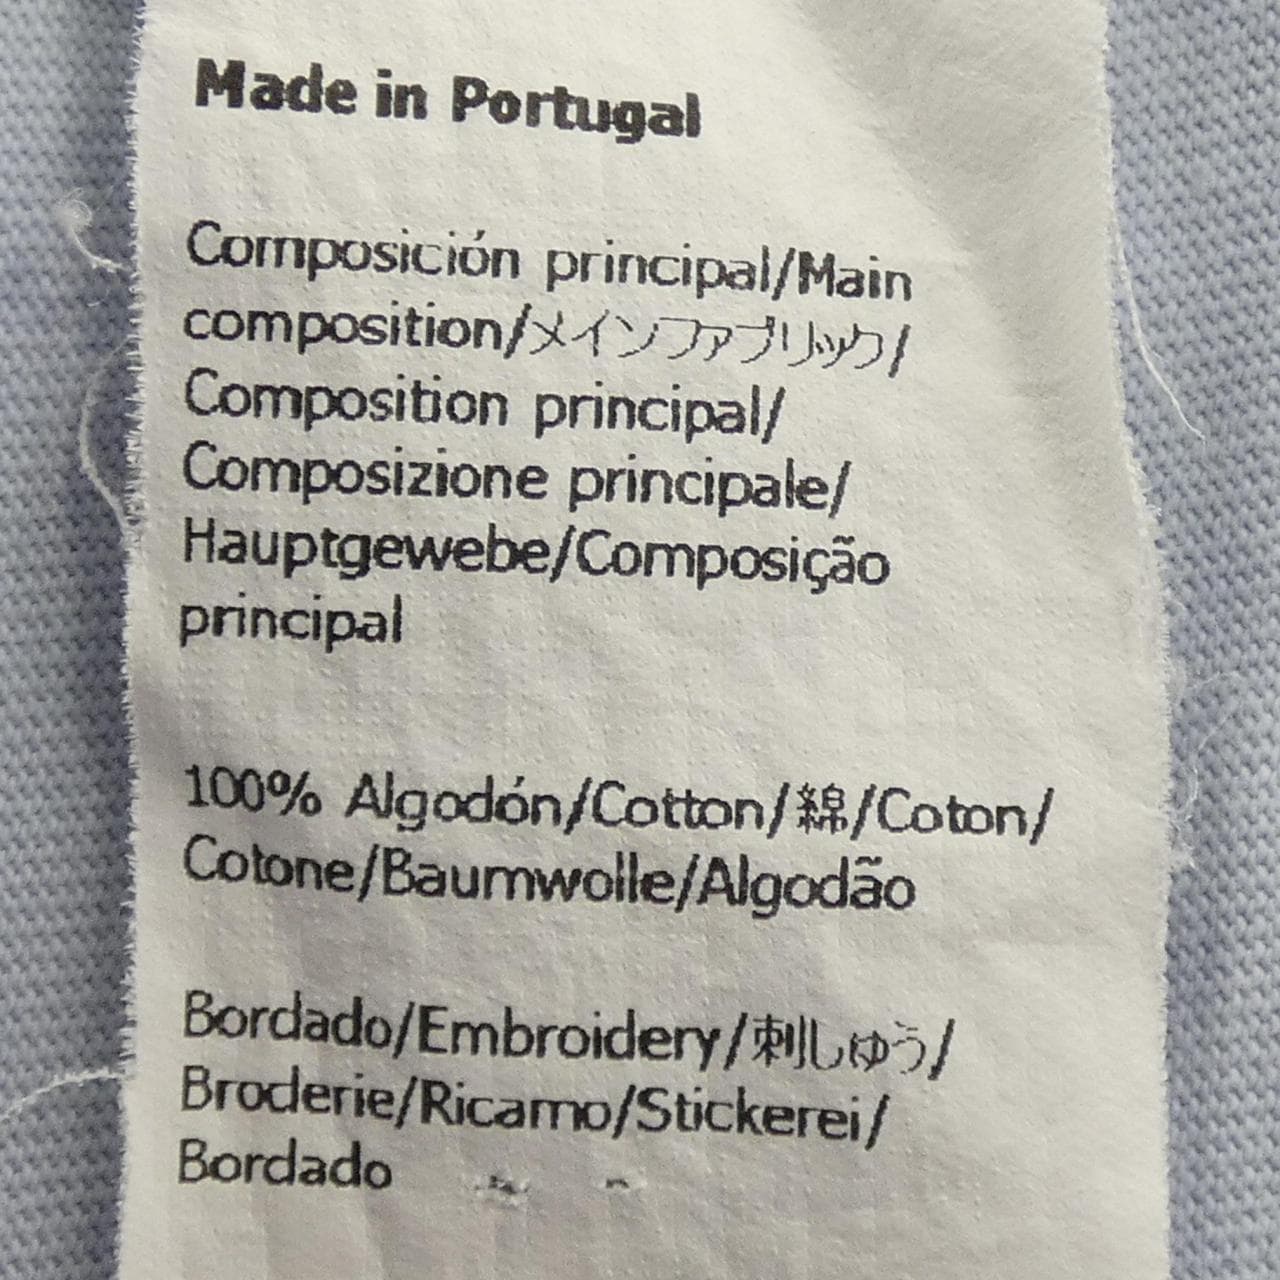 Made in Portugal
Composición principal/Main
composition/メインファブリック/
Composition principal/
Composizione principale/
Hauptgewebe/Composição
principal
100% Algodón/Cotton/綿/Coton/
Cotone/Baumwolle/Algodão
Bordado/Embroidery/刺しゅう/
Broderie/Ricamo/Stickerei/
Bordado